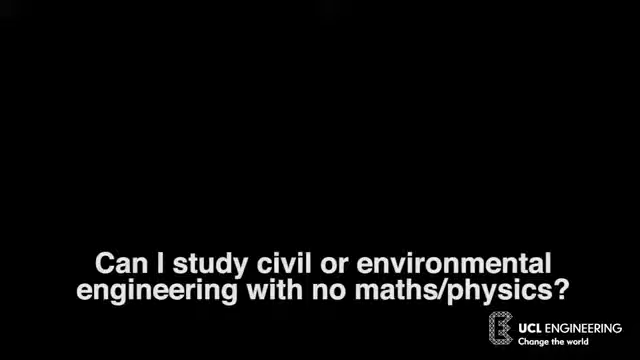 Can I study civil or environmental
engineering with no maths/physics?
UCL ENGINEERING
Change the world